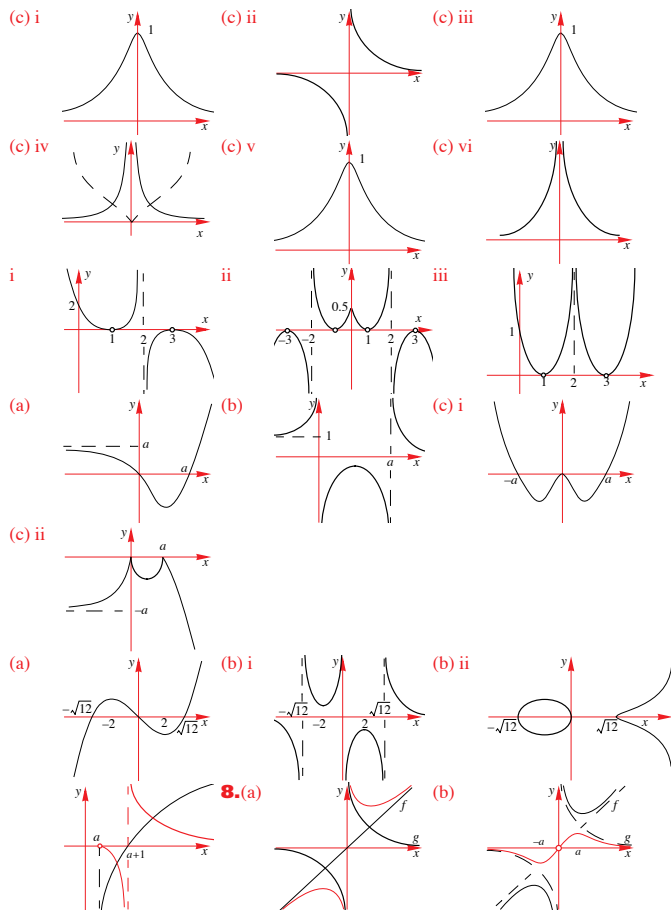 (c) i (c) ii (c) iii
y y y
1 1
x x x
(c) iv (c) v (c) vi
y y y
1
x x x
i ii iii
y y y
2 0.5 1
1 2 3 x
−3 −2 1 2 3 x
1 2 3 x
(a) (b) (c) i
y y y
a 1
a x a x −a a x
(c) ii
y a
x
−a
(a) (b) i (b) ii
y y y
−√12 −2 2 √12 x
−√12 −2 2 √12 x
−√12 √12 x
8.(a) (b)
y y y
a a+1 x
f g x
f −a a g x